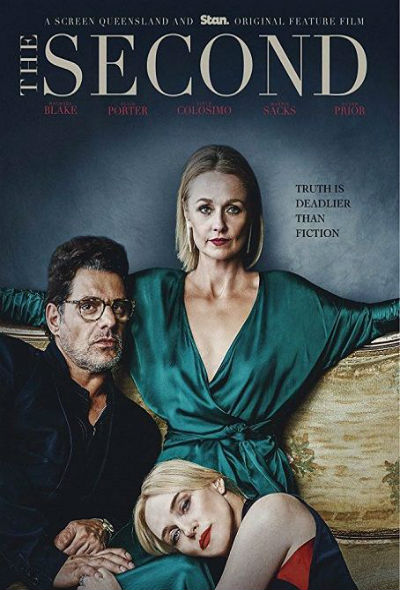 A SCREEN QUEENSLAND AND Stan. ORIGINAL FEATURE FILM
THE SECOND
BLAKE PORTER COLOSIMO SACKS PRIOR
TRUTH IS
DEADLIER
THAN
FICTION